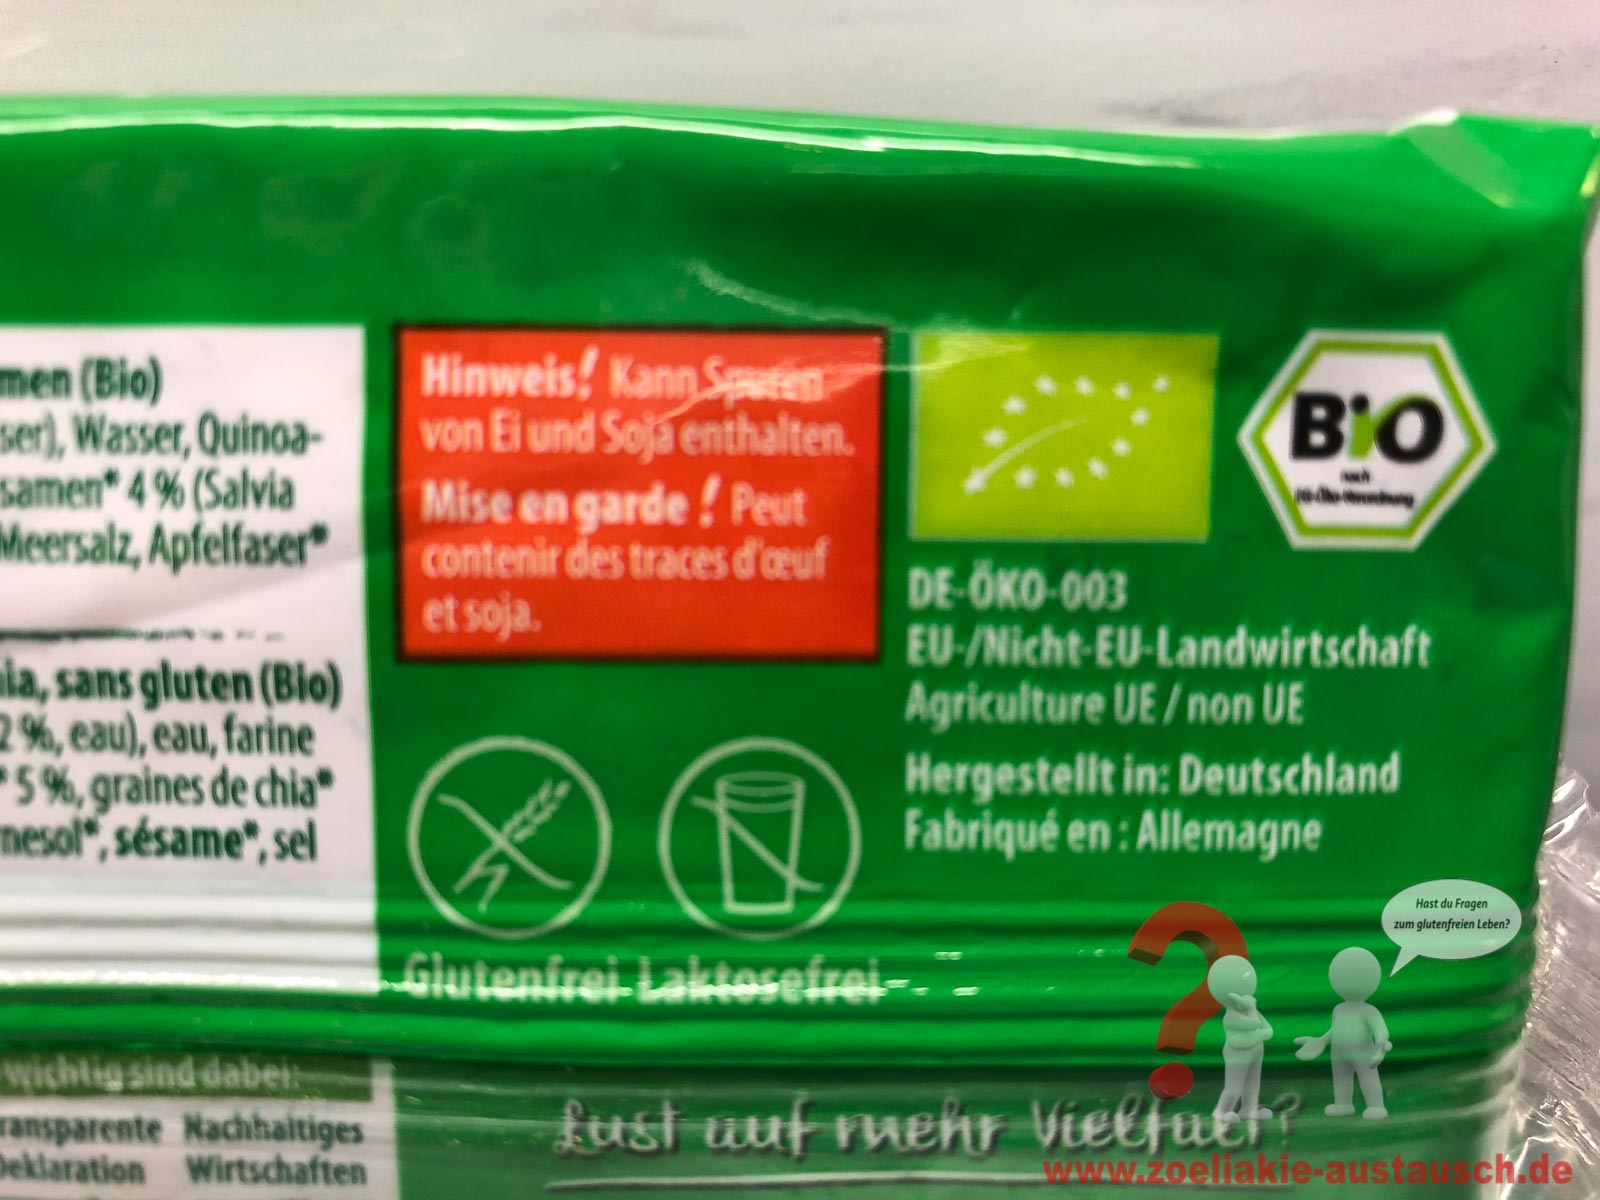 men (Bio)
ser), Wasser, Quinoa-
samen* 4 % (Salvia
Meersalz, Apfelfaser*
ia, sans gluten (Bio)
2 %, eau), eau, farine
* 5 %, graines de chia*
nesol*, sésame*, sel
Hinweis! Kann Spuren
von Ei und Soja enthalten.
Mise en garde ! Peut
contenir des traces d'œuf
et soja.
Glutenfrei Laktosefrei
BiO
nach
EG-Öko-Verordnung
DE-ÖKO-003
EU-/Nicht-EU-Landwirtschaft
Agriculture UE / non UE
Hergestellt in: Deutschland
Fabriqué en : Allemagne
Hast du Fragen
zum glutenfreien Leben?
wichtig sind dabei:
ransparente Nachhaltiges
Deklaration Wirtschaften
Lust auf mehr Vielfalt?
www.zoeliakie-austausch.de